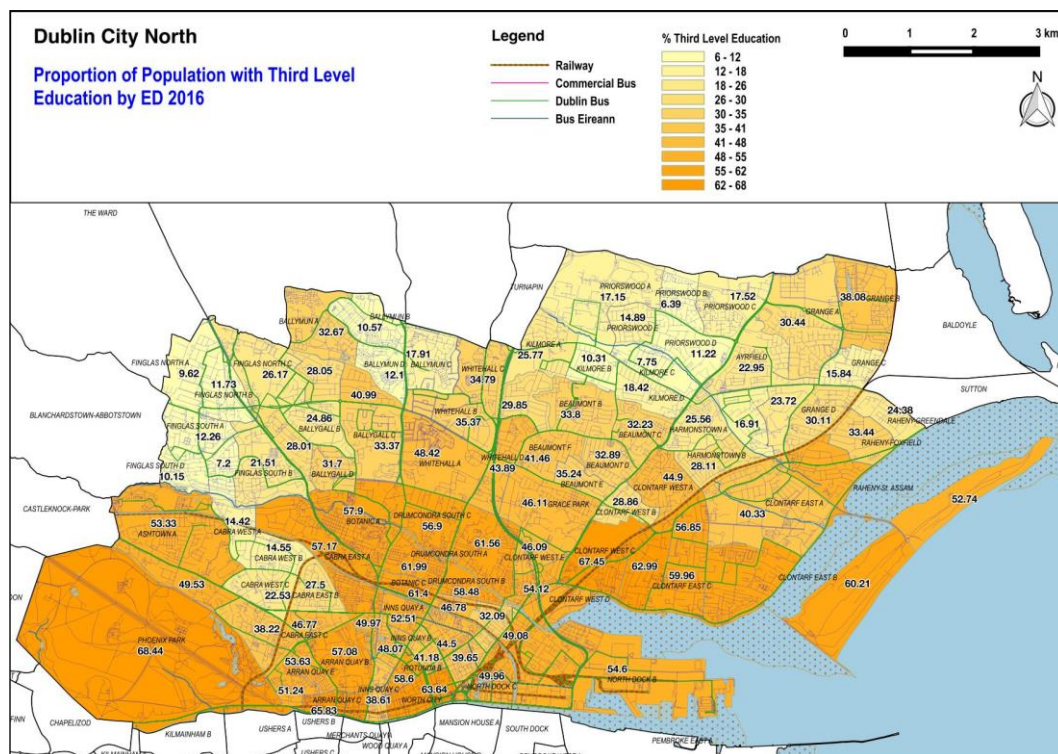 Dublin City North
Proportion of Population with Third Level
Education by ED 2016
Legend
Railway
Commercial Bus
Dublin Bus
Bus Eireann
% Third Level Education
6 - 12
12 - 18
18 - 26
26 - 30
30 - 35
35 - 41
41 - 48
48 - 55
55 - 62
62 - 68
0 1 2 3 km
N
THE WARD
TURNAPIN
PRIORSWOOD A
17.15
PRIORSWOOD B
6.39
17.52
PRIORSWOOD C
38.08
GRANGE B
14.89
PRIORSWOOD E
GRANGE A
30.44
BALDOYLE
BALLYMUN A
32.67
BALLYMUN B
10.57
PRIORSWOOD D
11.22
KILMORE A
25.77
10.31
KILMORE B
7.75
KILMORE C
AYRFIELD
22.95
GRANGE C
15.84
FINGLAS NORTH A
9.62
FINGLAS NORTH C
26.17
28.05
BALLYMUN D
12.1
17.91
BALLYMUN C
WHITEHALL C
34.79
18.42
KILMORE D
SUTTON
11.73
FINGLAS NORTH B
40.99
29.85
BEAUMONT B
33.8
23.72
GRANGE D
30.11
24.38
RAHENY-GREENDALE
BLANCHARDSTOWN-ABBOTSTOWN
24.86
BALLYGALL B
WHITEHALL B
35.37
32.23
BEAUMONT C
25.56
HARMONSTOWN A
16.91
33.44
RAHENY-FOXFIELD
FINGLAS SOUTH A
12.26
28.01
BALLYGALL C
33.37
48.42
WHITEHALL A
WHITEHALL D
43.89
BEAUMONT F
41.46
32.89
BEAUMONT D
HARMONSTOWN B
28.11
FINGLAS SOUTH D
10.15
7.2
21.51
FINGLAS SOUTH B
31.7
BALLYGALL D
35.24
BEAUMONT E
44.9
CLONTARF WEST A
RAHENY-ST. ASSAM
52.74
CASTLEKNOCK-PARK
57.9
BOTANIC A
DRUMCONDRA SOUTH C
56.9
46.11
GRACE PARK
28.86
CLONTARF WEST B
CLONTARF EAST A
40.33
53.33
ASHTOWN A
14.42
CABRA WEST A
56.85
14.55
CABRA WEST B
57.17
CABRA EAST A
61.56
DRUMCONDRA SOUTH A
61.99
46.09
CLONTARF WEST E
CLONTARF WEST C
67.45
62.99
59.96
CLONTARF EAST C
CLONTARF EAST B
60.21
49.53
CABRA WEST C
22.53
27.5
CABRA EAST B
BOTANIC C
61.4
DRUMCONDRA SOUTH B
58.48
54.12
CLONTARF WEST D
38.22
46.77
CABRA EAST C
49.97
INNS QUAY A
52.51
46.78
32.09
49.08
PHOENIX PARK
68.44
53.63
ARRAN QUAY E
57.08
ARRAN QUAY B
48.07
INNS QUAY B
41.18
ROTUNDA B
44.5
39.65
54.6
NORTH DOCK B
51.24
INNS QUAY C
38.61
58.6
63.64
NORTH CITY
49.96
NORTH DOCK C
ARRAN QUAY C
65.83
CHAPELIZOD
KILMAINHAM B
USHERS A
USHERS B
MERCHANTS QUAY A
WOOD QUAY A
MANSION HOUSE A
SOUTH DOCK
PEMBROKE EAST A
USHERS C